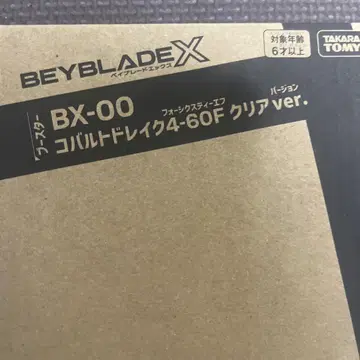 BEYBLADE X
ベイブレードエックス
対象年齢
6才以上
TAKARA
TOMY
ブースター
BX-00
フォーシックスティーエフ
バージョン
コバルトドレイク4-60F クリアver.